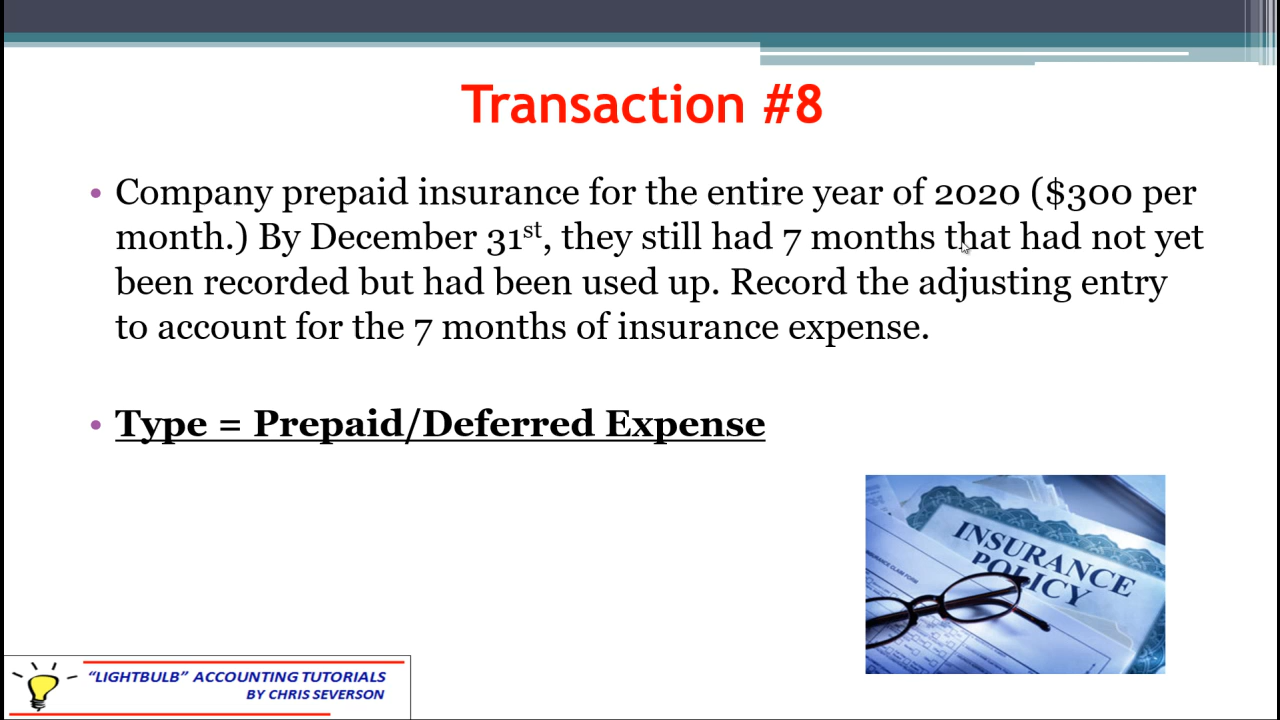 Transaction #8
• Company prepaid insurance for the entire year of 2020 ($300 per
month.) By December 31st, they still had 7 months that had not yet
been recorded but had been used up. Record the adjusting entry
to account for the 7 months of insurance expense.
• Type = Prepaid/Deferred Expense
INSURANCE
POLICY
INSURANCE CLAIM FORM
“LIGHTBULB” ACCOUNTING TUTORIALS
BY CHRIS SEVERSON